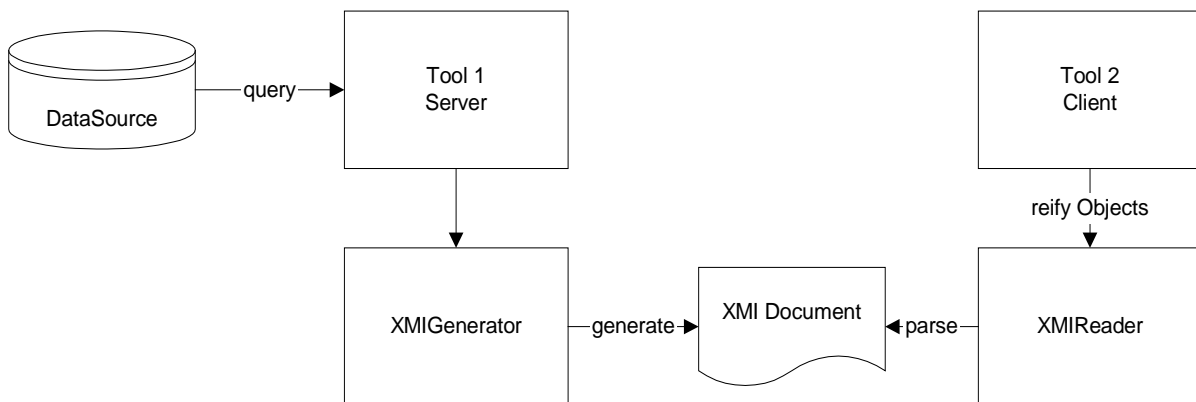 Tool 1
Server
Tool 2
Client
query
DataSource
reify Objects
XMIGenerator
generate
XMI Document
parse
XMIReader